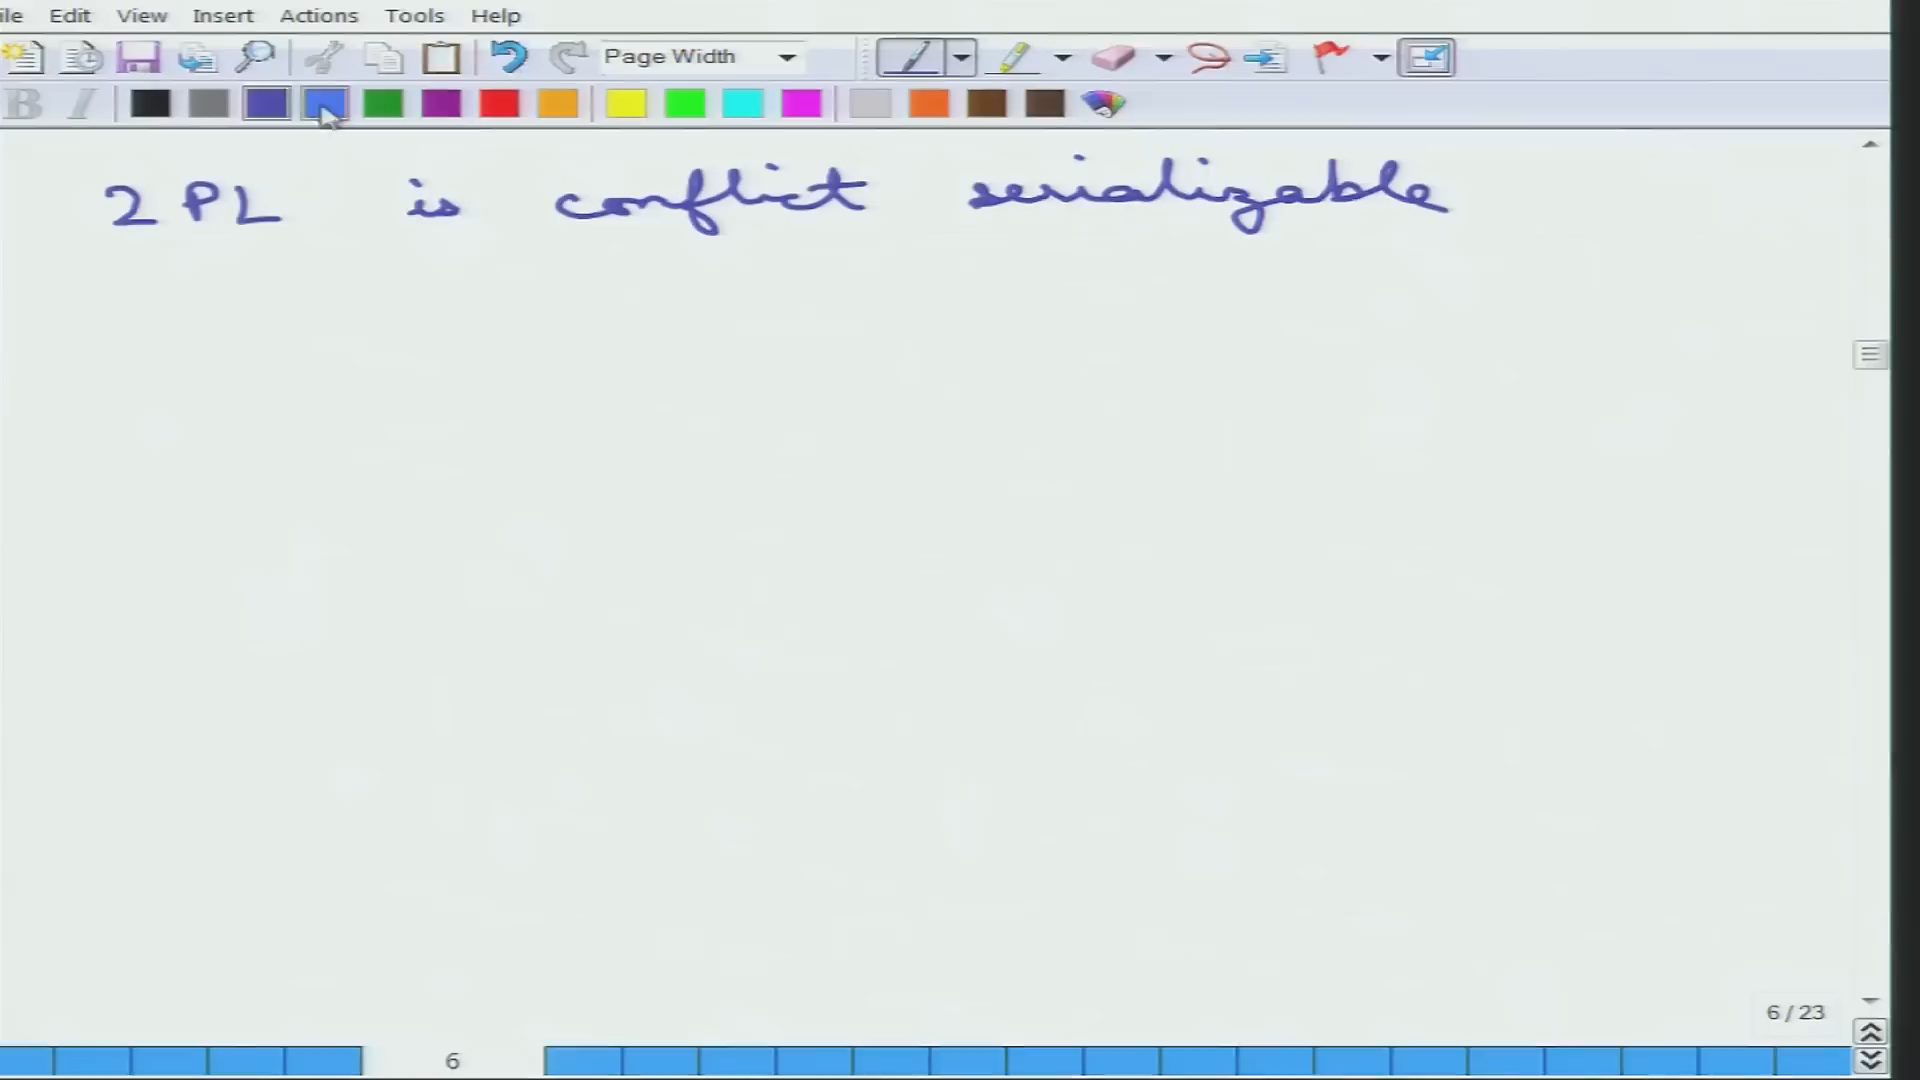 ile Edit View Insert Actions Tools Help
Page Width
B I
2PL is conflict serializable
6 / 23
6